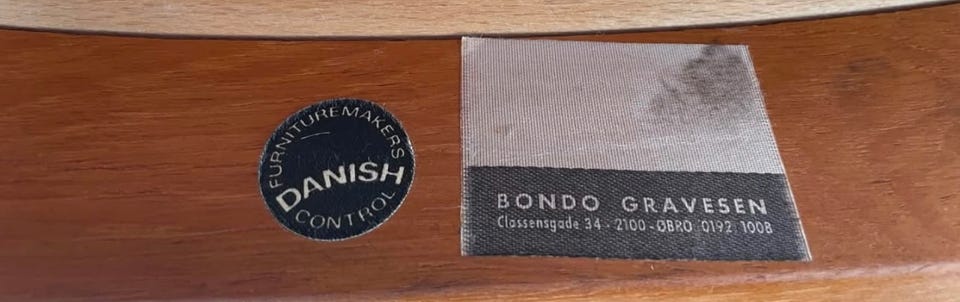 FURNITUREMAKERS
DANISH
CONTROL
BONDO GRAVESEN
Classensgade 34 - 2100 - ØBRO 0192 1008